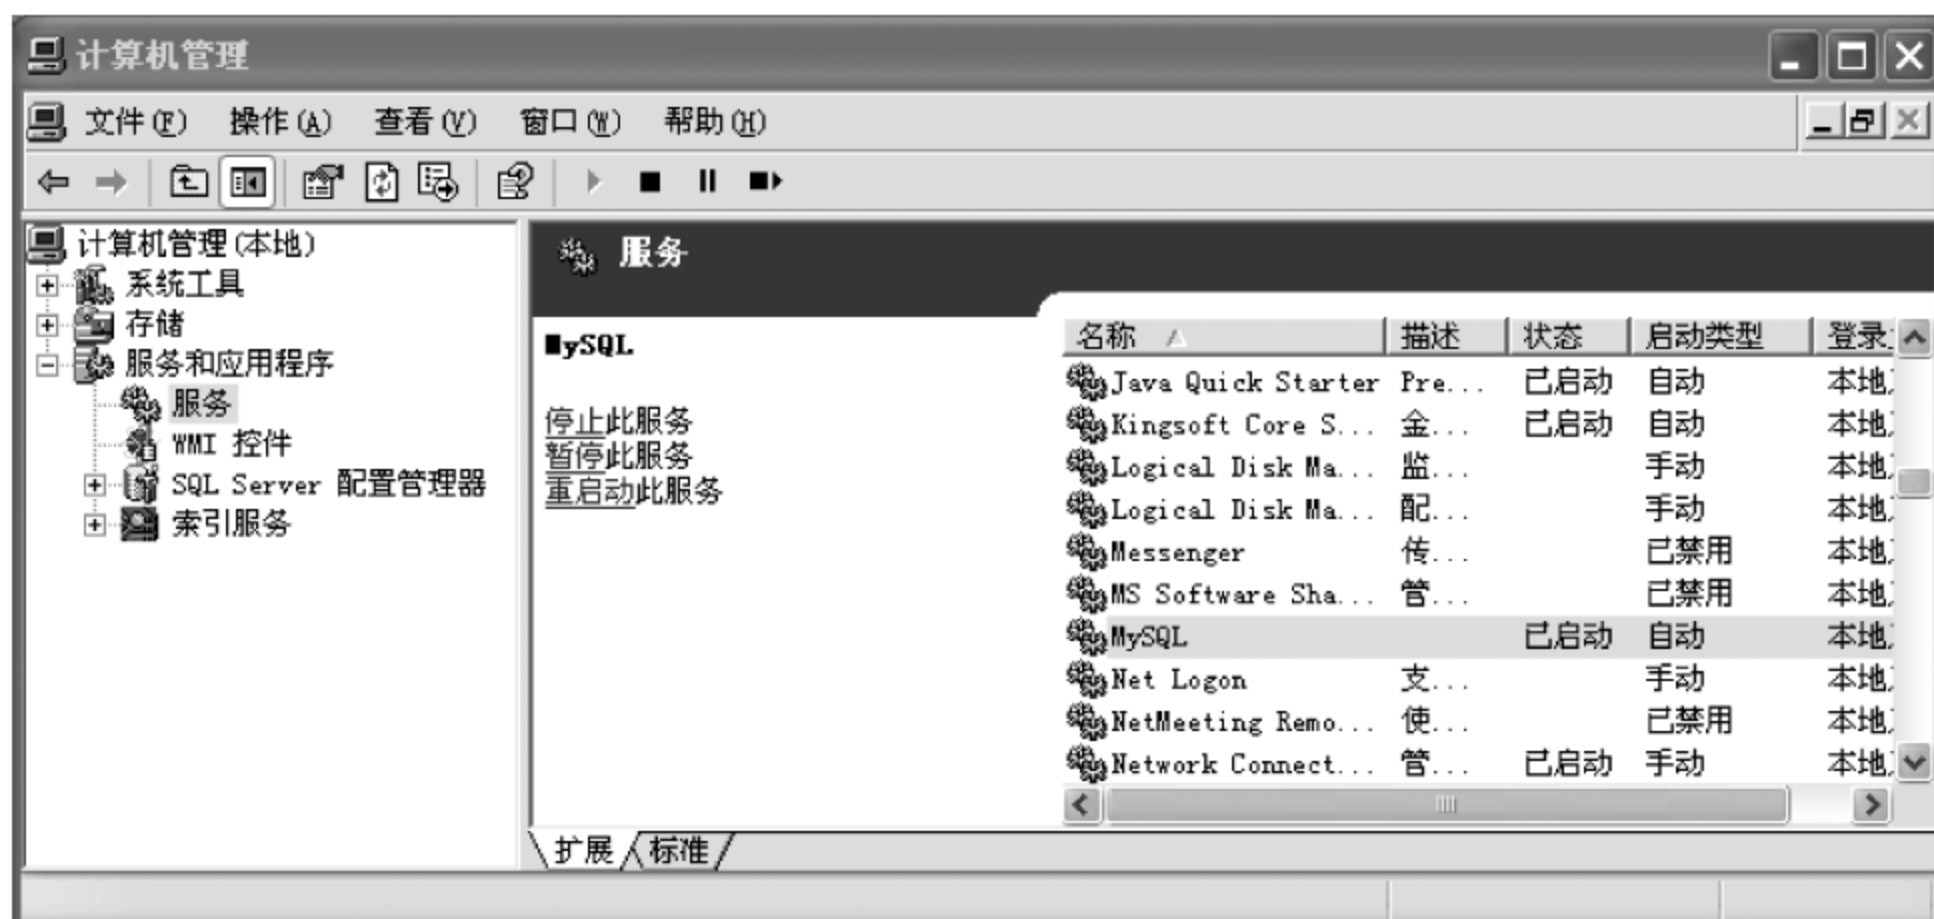 计算机管理
文件(F) 操作(A) 查看(V) 窗口(W) 帮助(H)
计算机管理(本地)
系统工具
存储
服务和应用程序
服务
WMI 控件
SQL Server 配置管理器
索引服务
服务
MySQL
停止此服务
暂停此服务
重启动此服务
名称 描述 状态 启动类型 登录
Java Quick Starter Pre... 已启动 自动 本地
Kingsoft Core S... 金... 已启动 自动 本地
Logical Disk Ma... 监... 手动 本地
Logical Disk Ma... 配... 手动 本地
Messenger 传... 已禁用 本地
MS Software Sha... 管... 已禁用 本地
MySQL 已启动 自动 本地
Net Logon 支... 手动 本地
NetMeeting Remo... 使... 已禁用 本地
Network Connect... 管... 已启动 手动 本地
扩展 标准